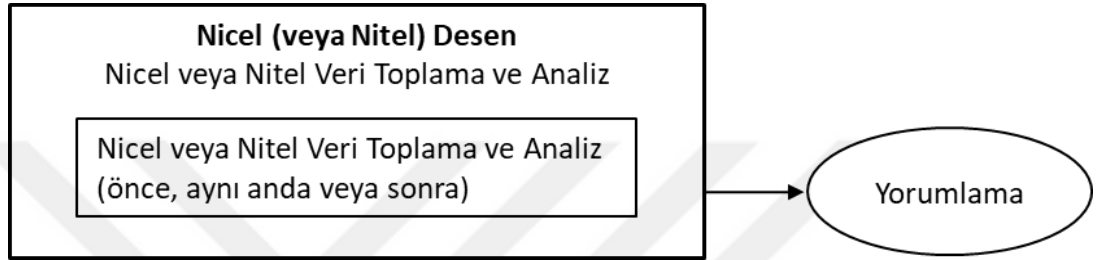 Nicel (veya Nitel) Desen
Nicel veya Nitel Veri Toplama ve Analiz
Nicel veya Nitel Veri Toplama ve Analiz
(önce, aynı anda veya sonra)
Yorumlama